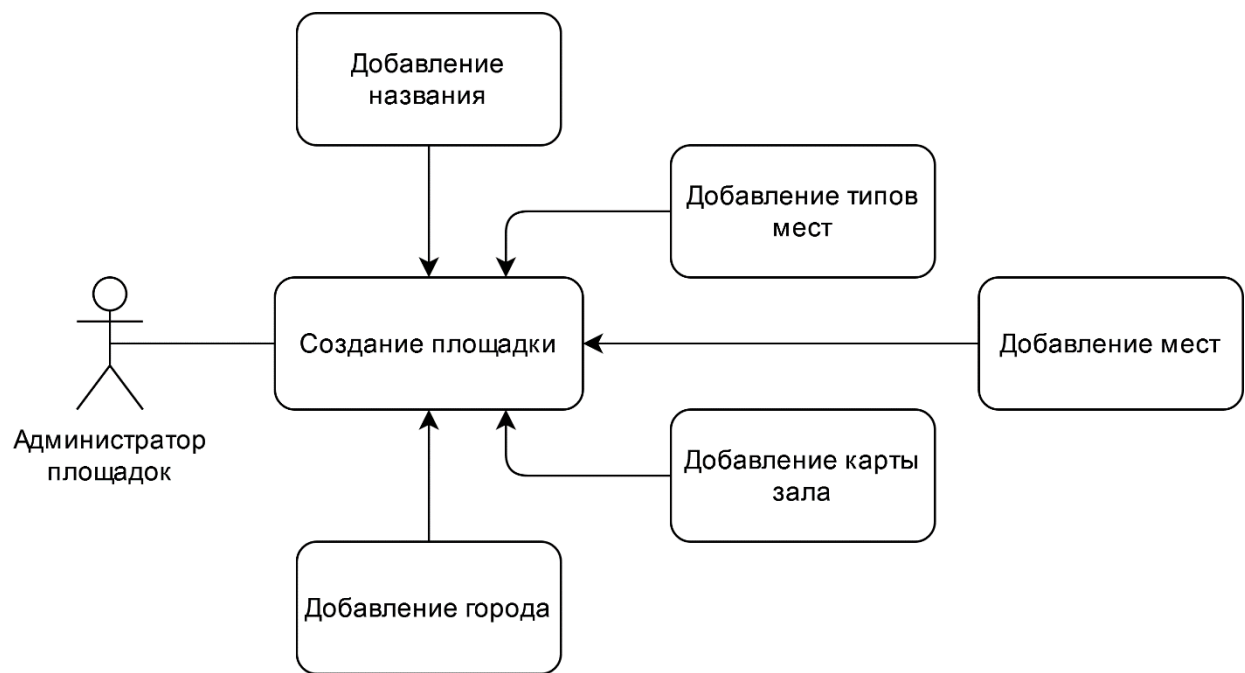 Добавление
названия
Добавление типов
мест
Создание площадки
Добавление мест
Администратор
площадок
Добавление карты
зала
Добавление города